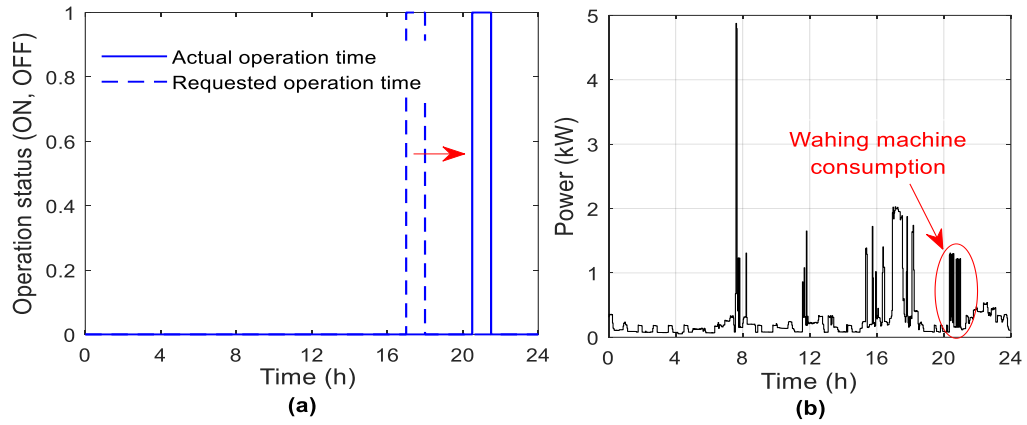 Operation status (ON, OFF)
1
0.8
0.6
0.4
0.2
0
Actual operation time
Requested operation time
0 4 8 12 16 20 24
Time (h)
(a)
Power (kW)
5
4
3
2
1
0
Wahing machine
consumption
0 4 8 12 16 20 24
Time (h)
(b)